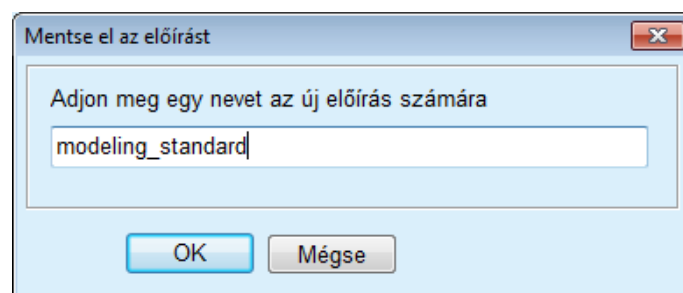 Mentse el az előírást
Adjon meg egy nevet az új előírás számára
modeling_standard
OK Mégse